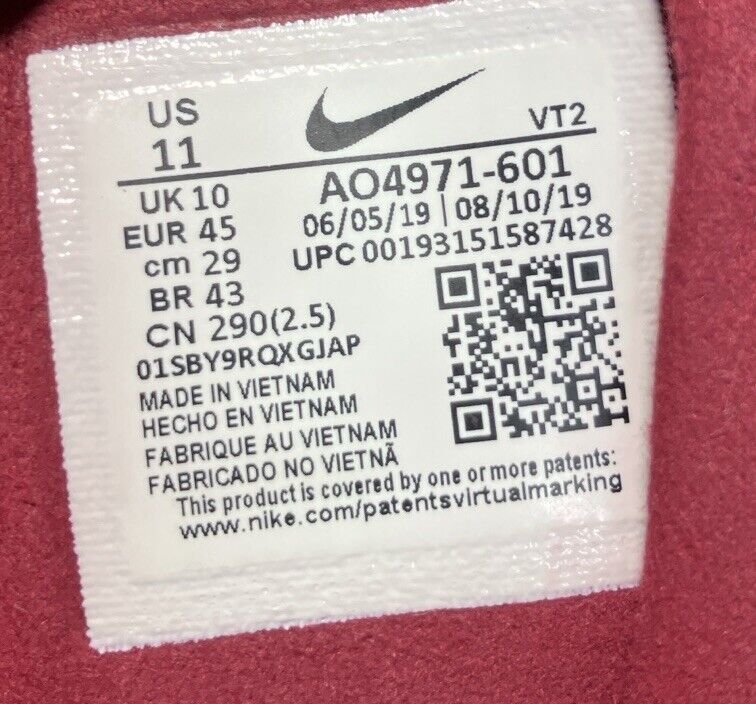 US
11
VT2
UK 10
EUR 45
cm 29
BR 43
CN 290(2.5)
AO4971-601
06/05/19 | 08/10/19
UPC 00193151587428
01SBY9RQXGJAP
MADE IN VIETNAM
HECHO EN VIETNAM
FABRIQUE AU VIETNAM
FABRICADO NO VIETNÃ
This product is covered by one or more patents:
www.nike.com/patentsvirtualmarking